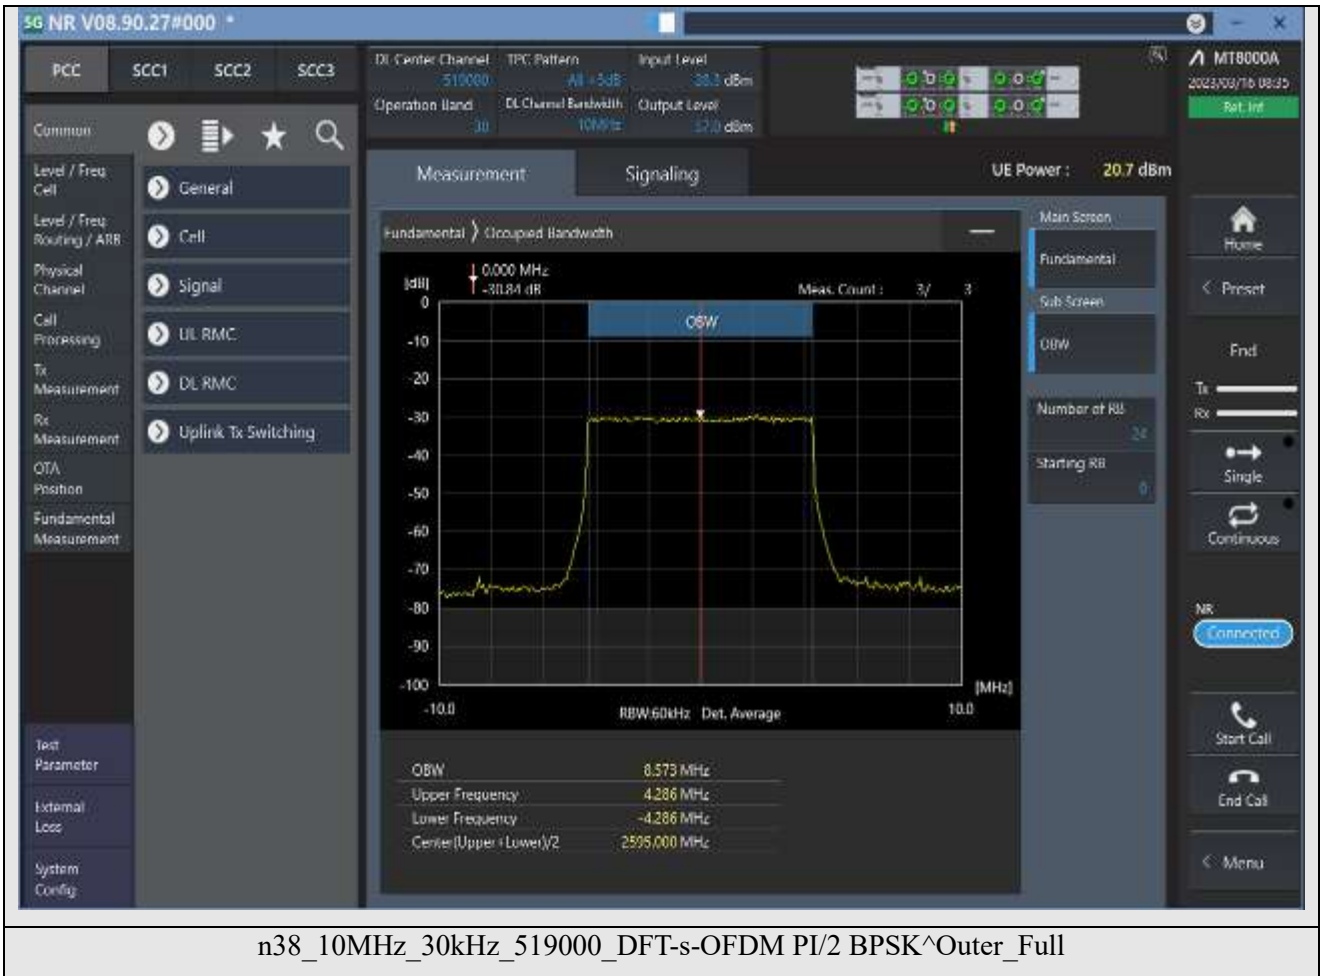 5G NR V08.90.27#000 *
PCC SCC1 SCC2 SCC3
DL Center Channel TPC Pattern Input Level
519000 All +3dB dBm
Operation Band DL Channel Bandwidth Output Level
10MHz dBm
MT8000A
2023/03/16 08:35
Ref. Int
Common
Level / Freq
Cell
Level / Freq
Routing / ARB
Physical
Channel
Call
Processing
Tx
Measurement
Rx
Measurement
OTA
Position
Fundamental
Measurement
Test
Parameter
External
Loss
System
Config
General
Cell
Signal
UL RMC
DL RMC
Uplink Tx Switching
Measurement Signaling
UE Power : 20.7 dBm
Fundamental > Occupied Bandwidth
[dB] 0.000 MHz
-30.84 dB
Meas. Count : 3/ 3
OBW
0
-10
-20
-30
-40
-50
-60
-70
-80
-90
-100
[MHz]
-10.0 RBW:60kHz Det. Average 10.0
OBW 8.573 MHz
Upper Frequency 4.286 MHz
Lower Frequency -4.286 MHz
Center(Upper+Lower)/2 2595.000 MHz
Main Screen
Fundamental
Sub Screen
OBW
Number of RB
24
Starting RB
0
Home
< Preset
End
Tx
Rx
Single
Continuous
NR
Connected
Start Call
End Call
< Menu
n38_10MHz_30kHz_519000_DFT-s-OFDM PI/2 BPSK^Outer_Full